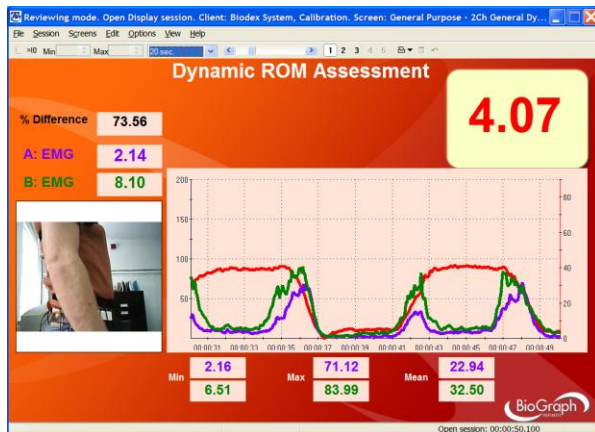 Reviewing mode. Open Display session. Client: Biodex System, Calibration. Screen: General Purpose - 2Ch General Dy...
File Session Screens Edit Options View Help
Min Max 20 sec. 1 2 3 4 5
Dynamic ROM Assessment
4.07
% Difference 73.56
A: EMG 2.14
B: EMG 8.10
200
150
100
50
80
60
40
20
0
00:00:31 00:00:33 00:00:35 00:00:37 00:00:39 00:00:41 00:00:43 00:00:45 00:00:47 00:00:49
Min 2.16 Max 71.12 Mean 22.94
6.51 83.99 32.50
BioGraph
Open session: 00:00:50.100